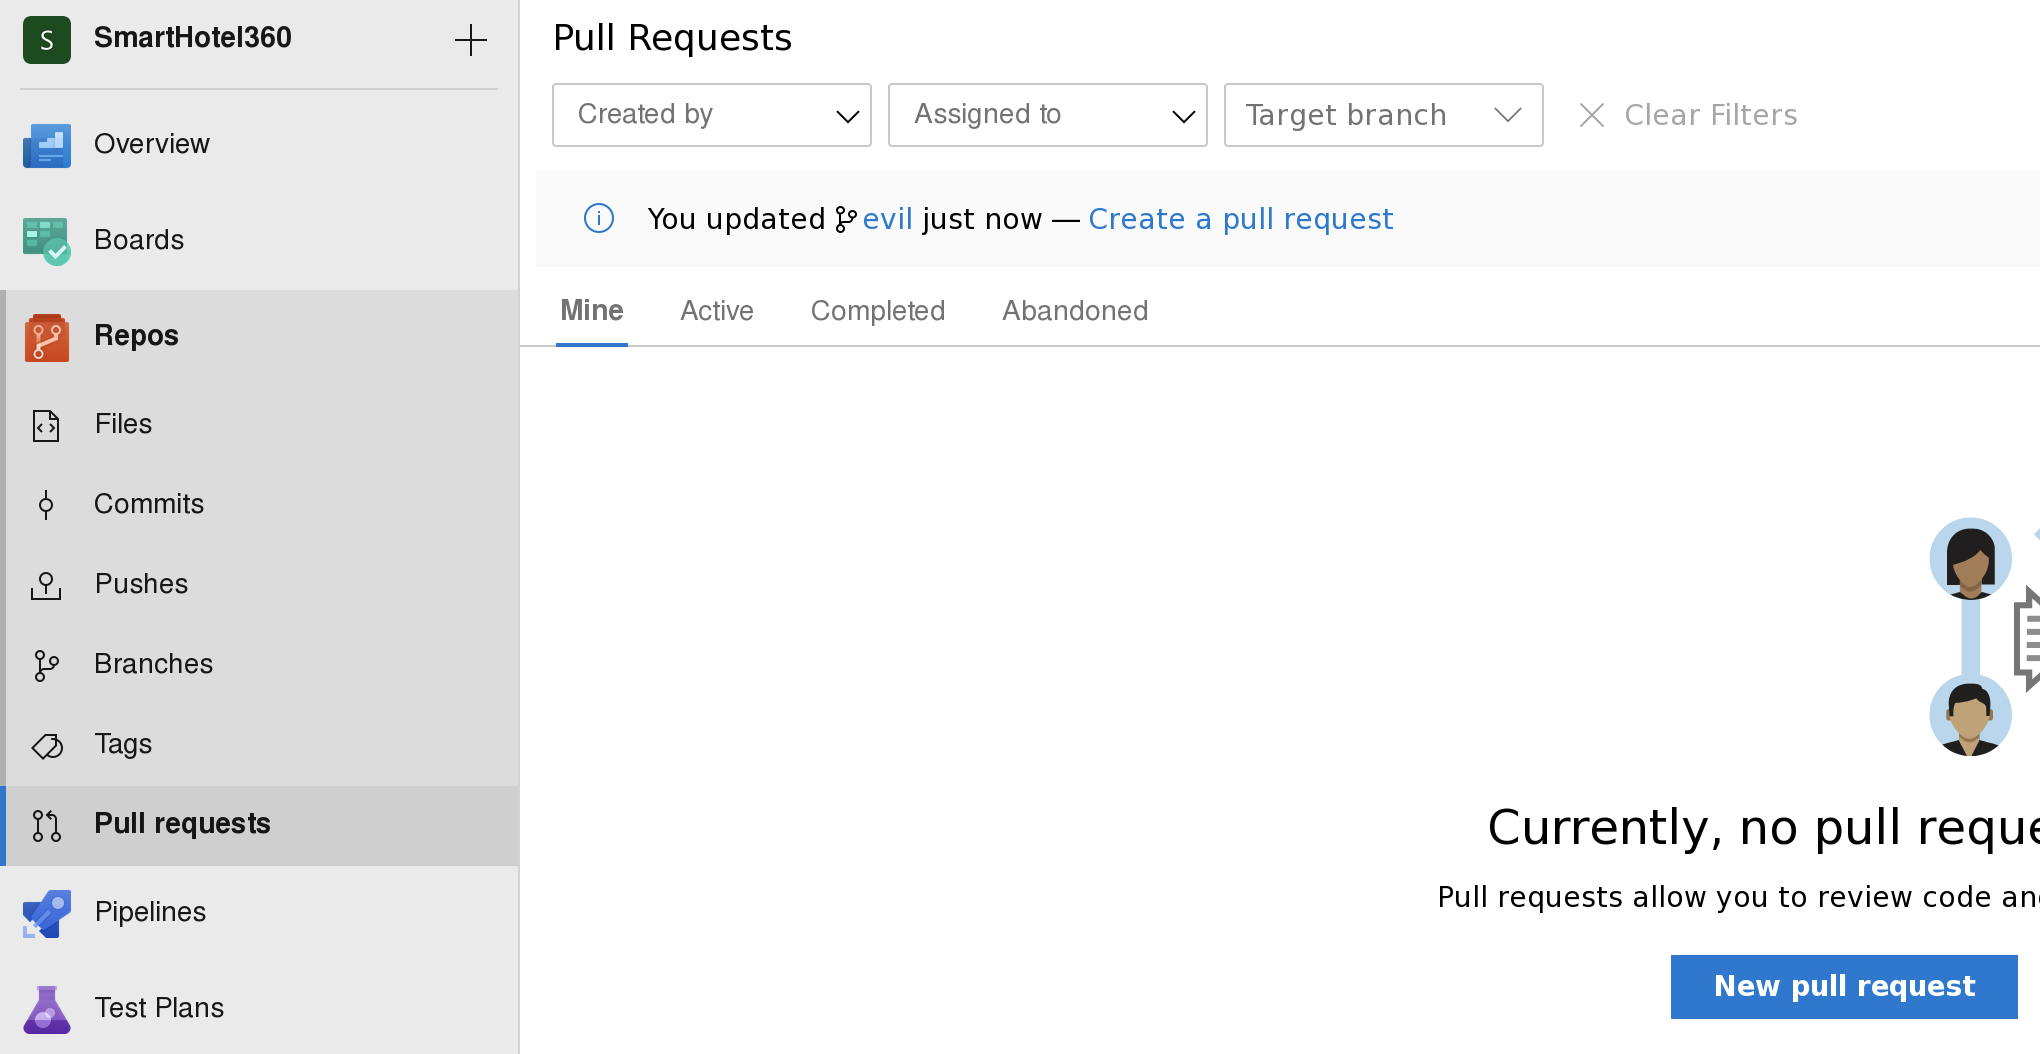 S SmartHotel360
Overview
Boards
Repos
Files
Commits
Pushes
Branches
Tags
Pull requests
Pipelines
Test Plans
Pull Requests
Created by Assigned to Target branch Clear Filters
You updated evil just now — Create a pull request
Mine Active Completed Abandoned
Currently, no pull
Pull requests allow you to review code
New pull request